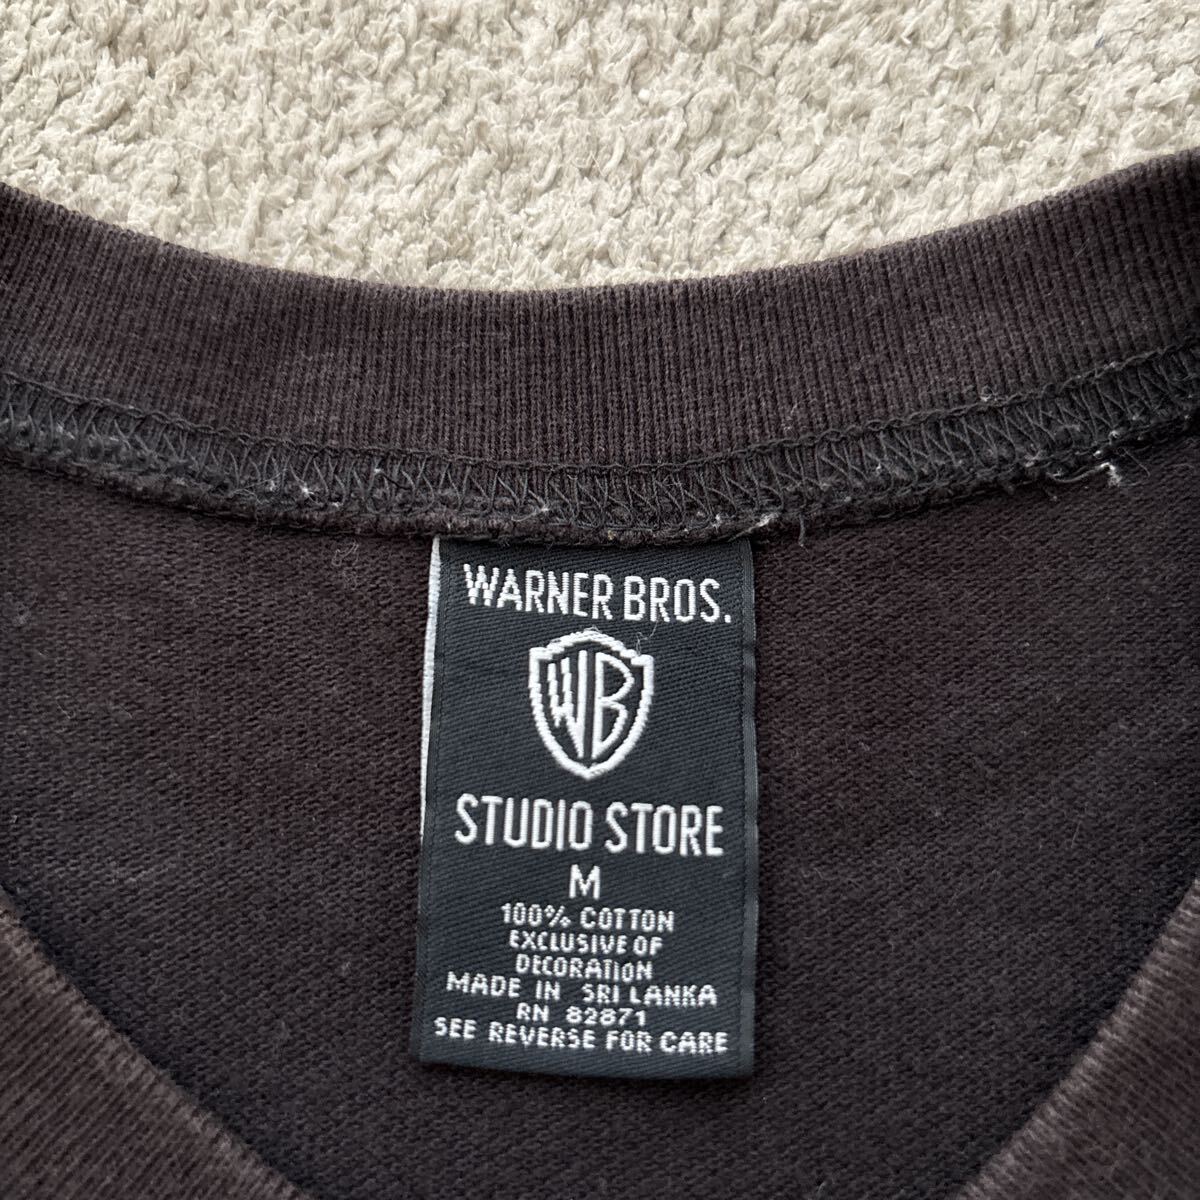 WARNER BROS.
WB
STUDIO STORE
M
100% COTTON
EXCLUSIVE OF
DECORATION
MADE IN SRI LANKA
RN 82871
SEE REVERSE FOR CARE